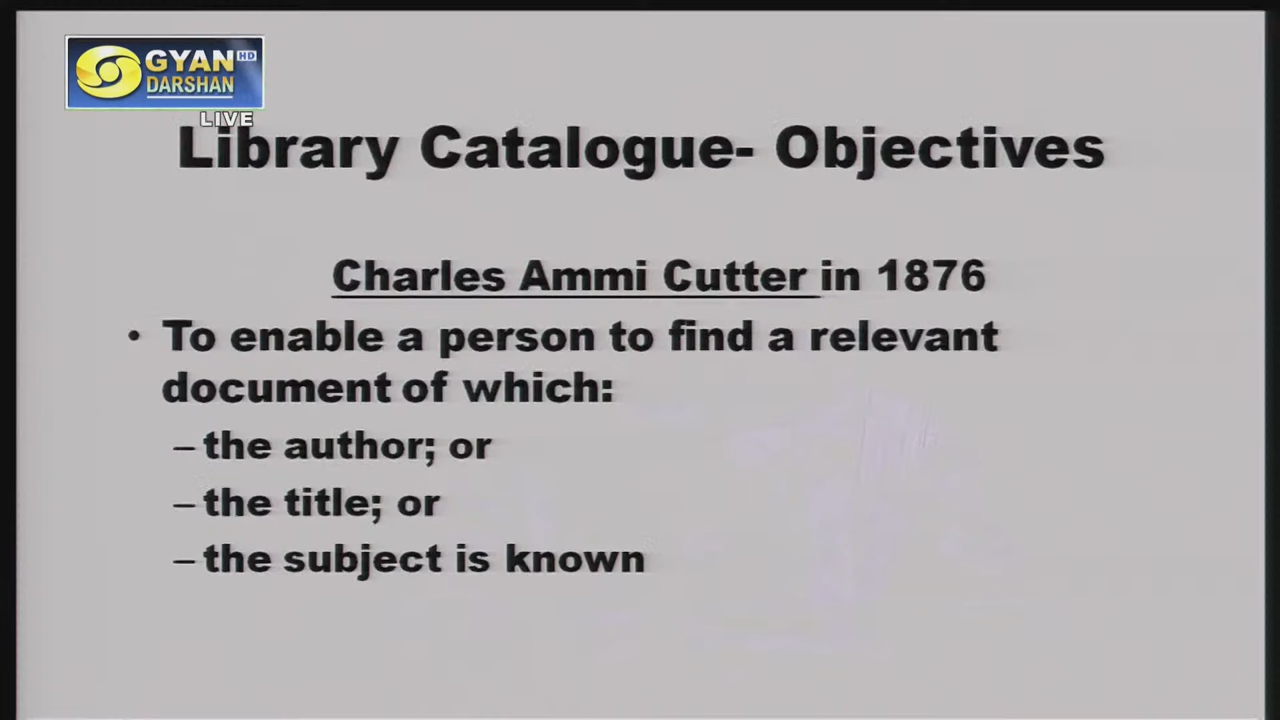 GYAN HD
DARSHAN
LIVE
Library Catalogue- Objectives
Charles Ammi Cutter in 1876
• To enable a person to find a relevant
document of which:
– the author; or
– the title; or
– the subject is known